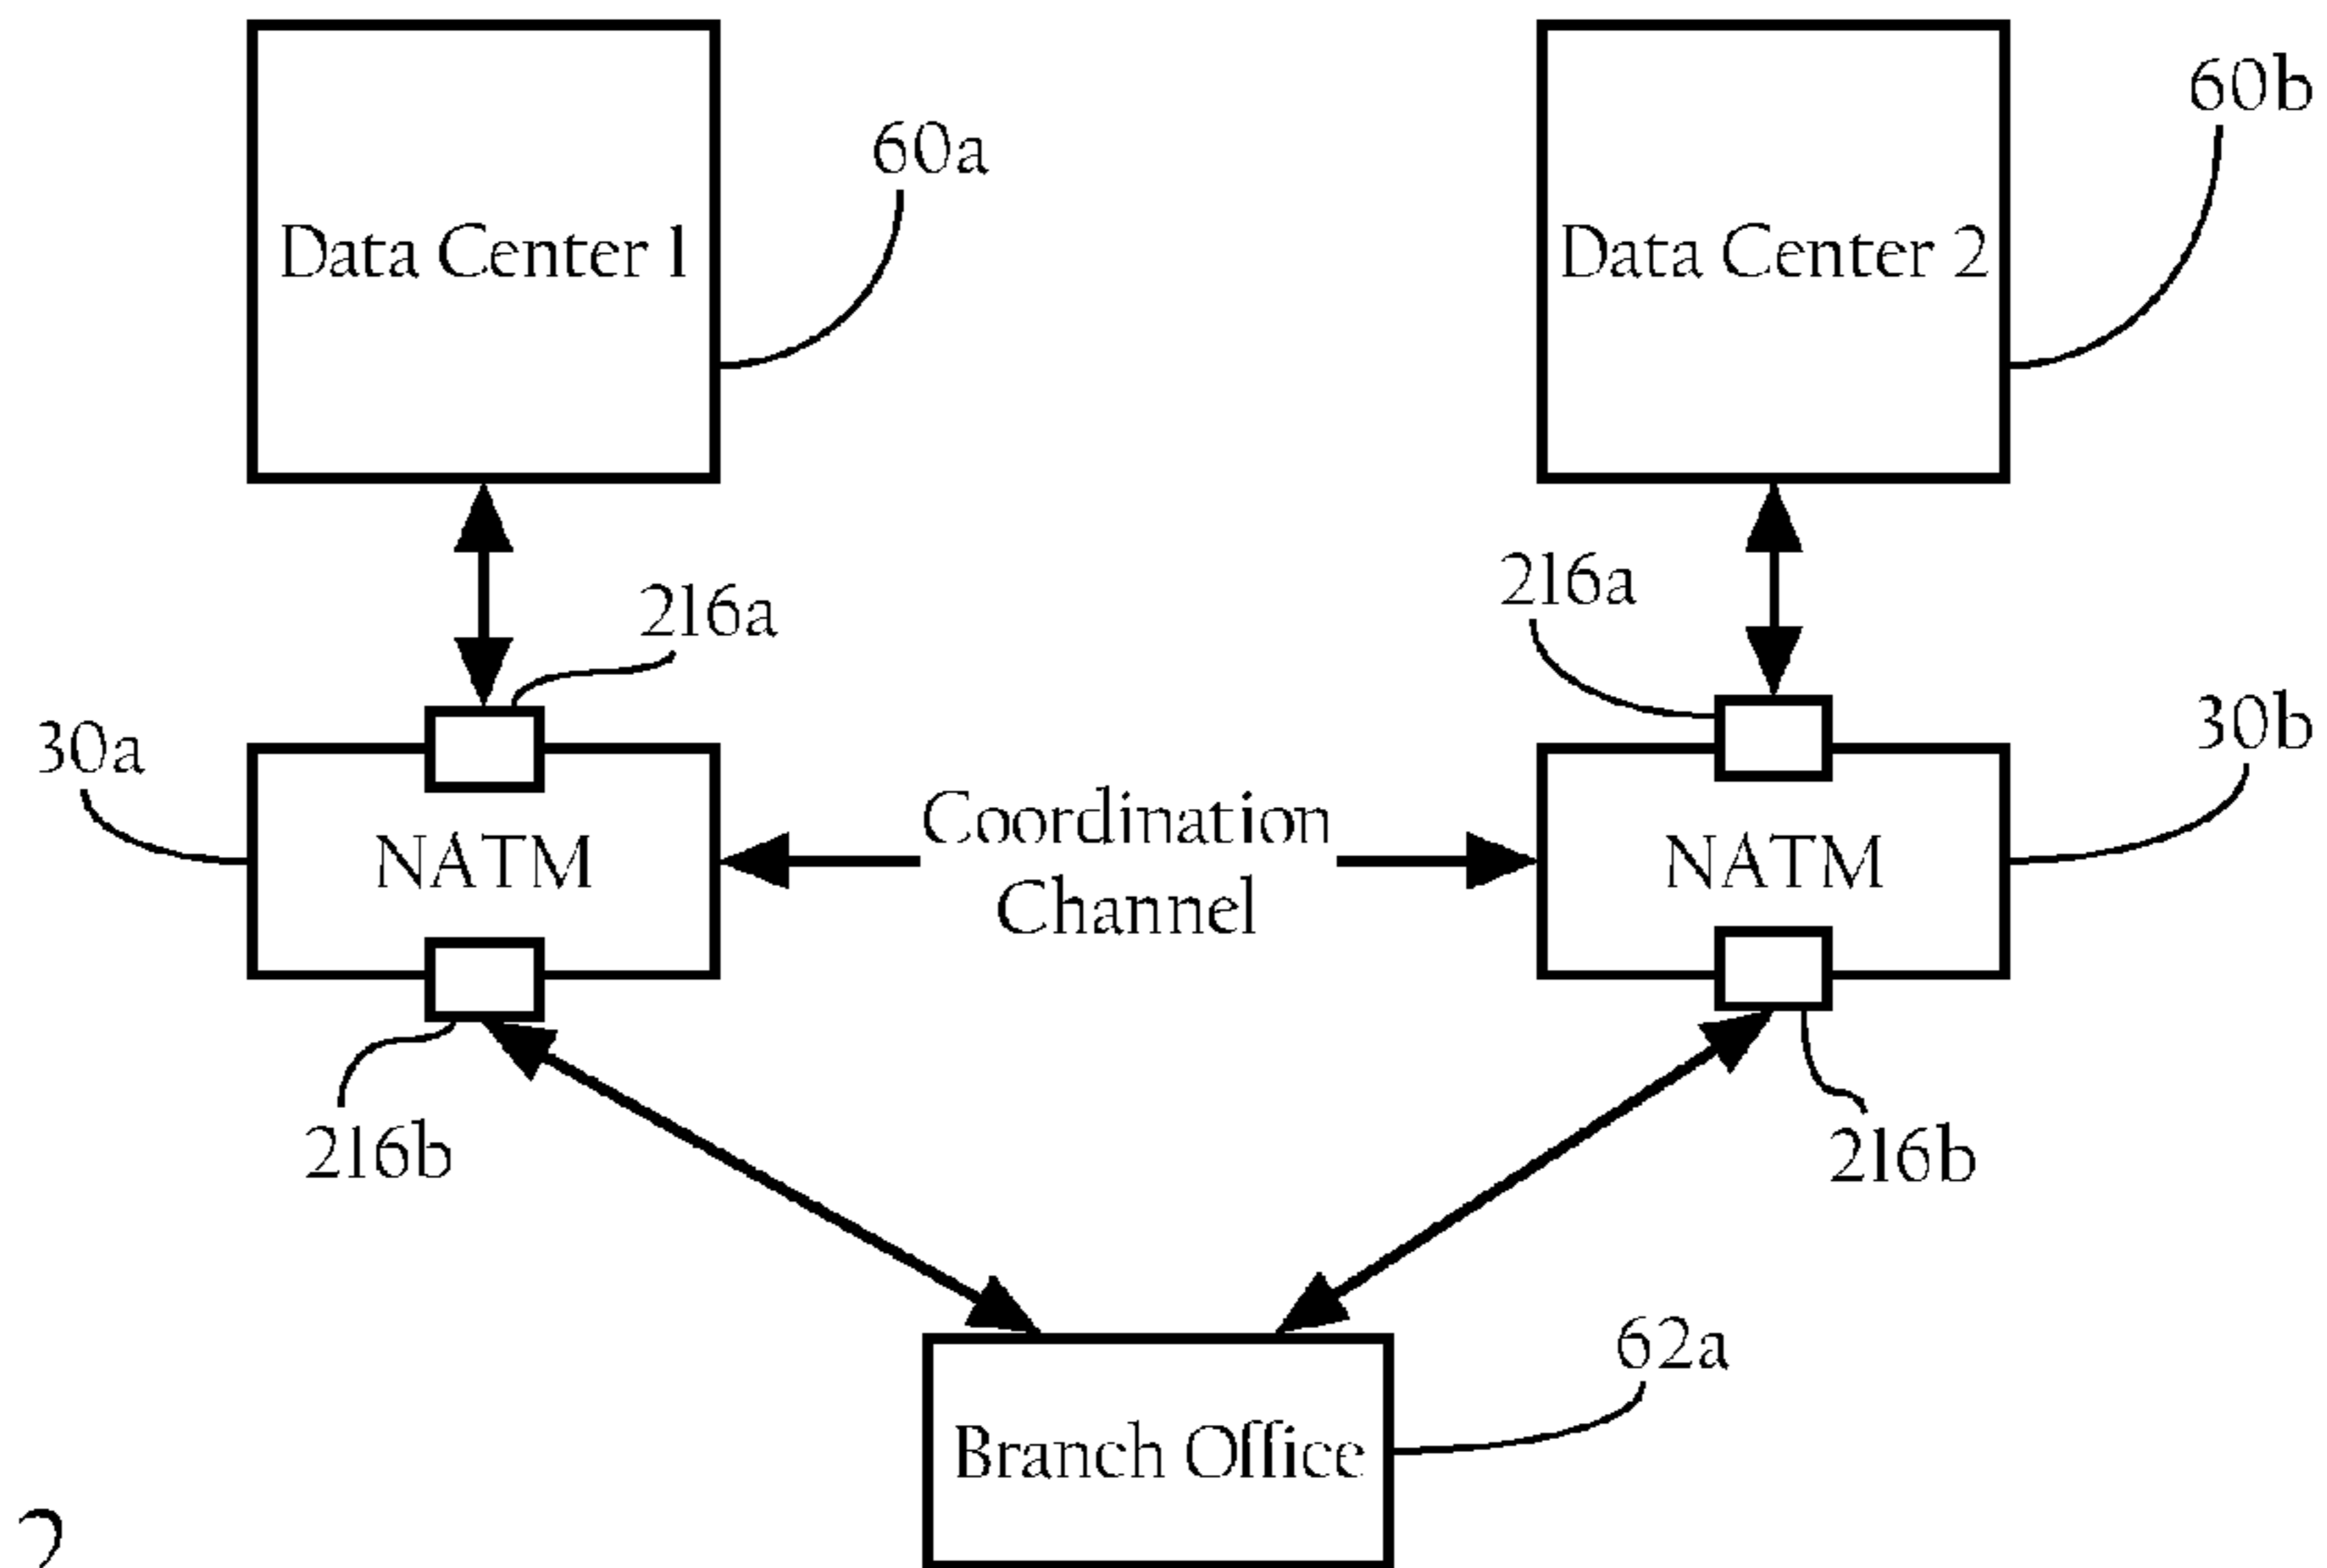 60b
60a
Data Center 1
Data Center 2
216a
216a
30a
30b
Coordination
Channel
NATM
NATM
216b
216b
62a
Branch Office
2